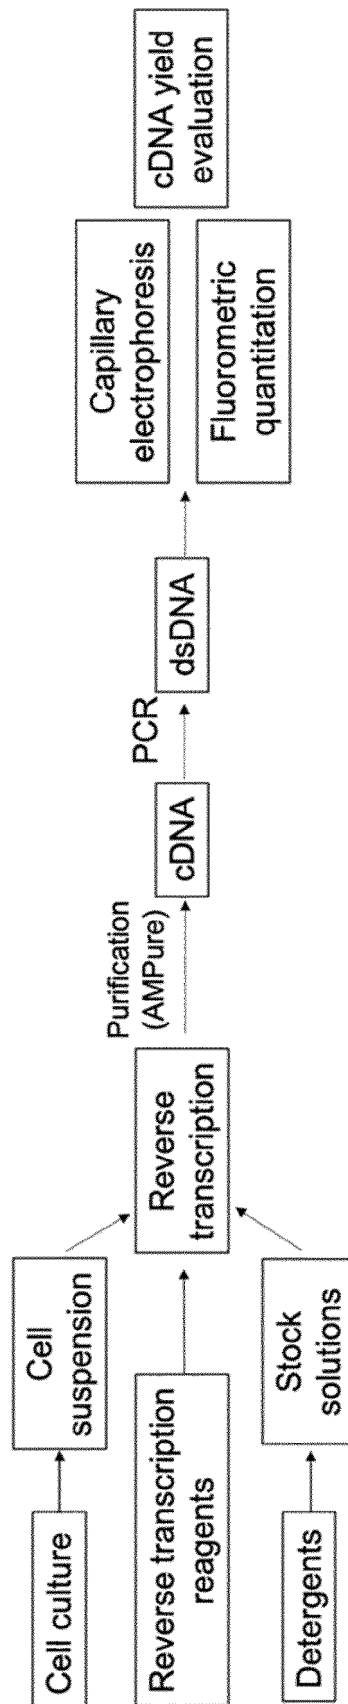 Cell culture
Cell
suspension
Reverse transcription
reagents
Detergents
Stock
solutions
Reverse
transcription
Purification
(AMPure)
cDNA
PCR
dsDNA
Capillary
electrophoresis
Fluorometric
quantitation
cDNA yield
evaluation